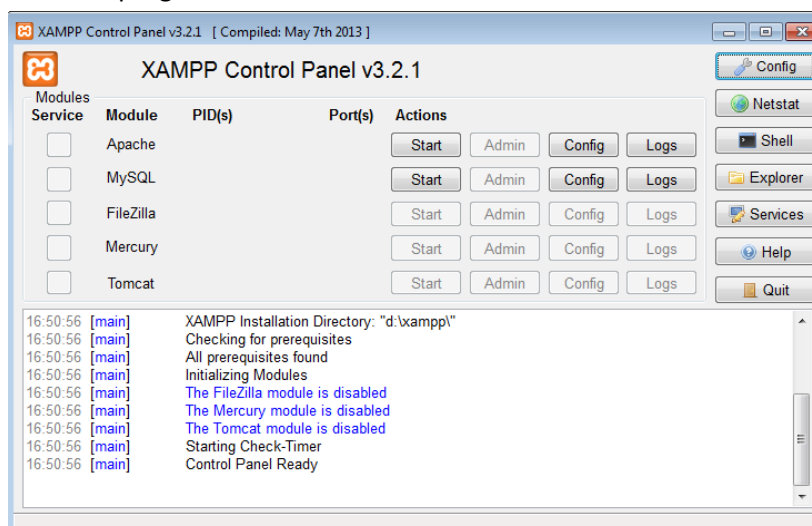 XAMPP Control Panel v3.2.1 [ Compiled: May 7th 2013 ]
XAMPP Control Panel v3.2.1
Config
Modules
Service Module PID(s) Port(s) Actions
Netstat
Apache Start Admin Config Logs
Shell
MySQL Start Admin Config Logs
Explorer
FileZilla Start Admin Config Logs
Services
Mercury Start Admin Config Logs
Help
Tomcat Start Admin Config Logs
Quit
16:50:56 [main] XAMPP Installation Directory: "d:\xampp\"
16:50:56 [main] Checking for prerequisites
16:50:56 [main] All prerequisites found
16:50:56 [main] Initializing Modules
16:50:56 [main] The FileZilla module is disabled
16:50:56 [main] The Mercury module is disabled
16:50:56 [main] The Tomcat module is disabled
16:50:56 [main] Starting Check-Timer
16:50:56 [main] Control Panel Ready